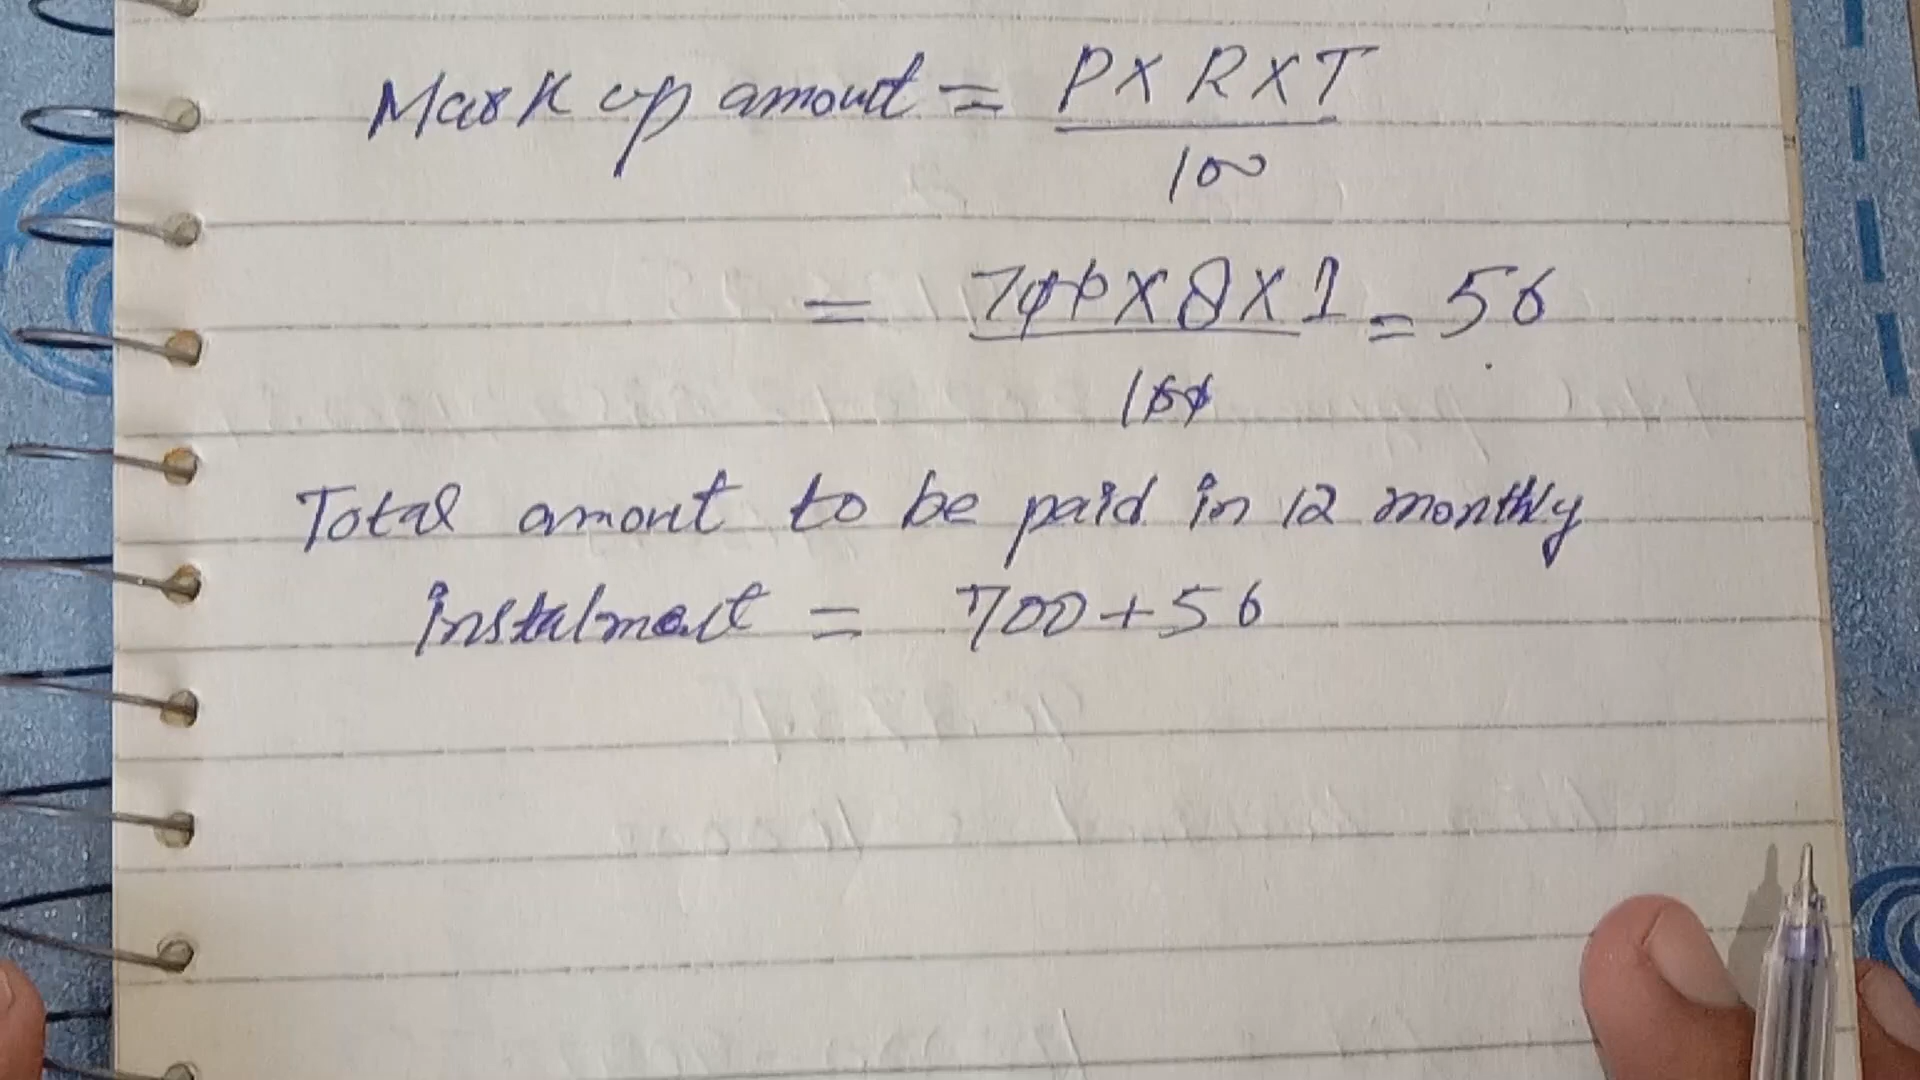 Mark up amount = P X R X T
100
= 700 X 8 X 1 = 56
100
Total amout to be paid in 12 monthly
instalment = 700 + 56